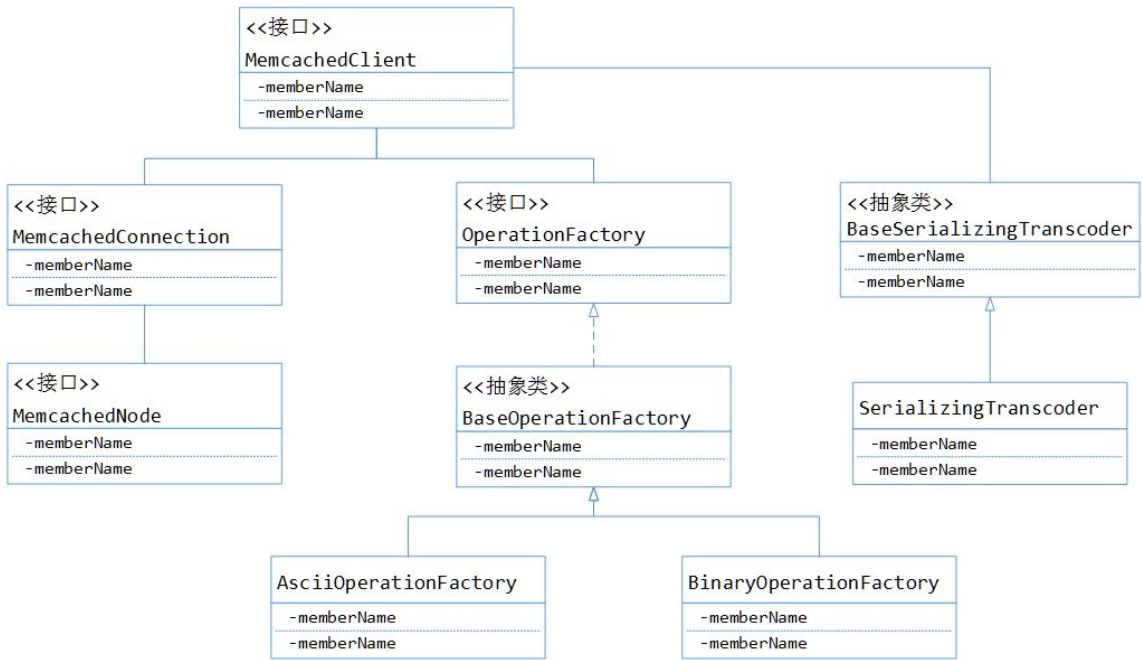 <<接口>>
MemcachedClient
-memberName
-memberName
<<接口>>
MemcachedConnection
-memberName
-memberName
<<接口>>
OperationFactory
-memberName
-memberName
<<抽象类>>
BaseSerializingTranscoder
-memberName
-memberName
<<接口>>
MemcachedNode
-memberName
-memberName
<<抽象类>>
BaseOperationFactory
-memberName
-memberName
SerializingTranscoder
-memberName
-memberName
AsciiOperationFactory
-memberName
-memberName
BinaryOperationFactory
-memberName
-memberName